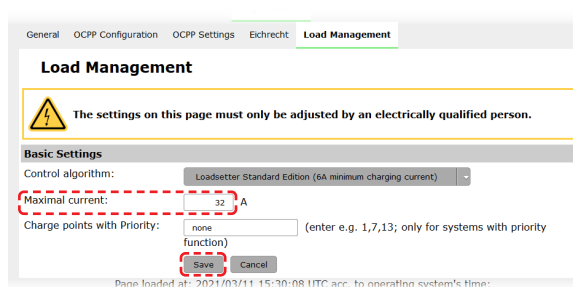 General OCPP Configuration OCPP Settings Eichrecht Load Management
Load Management
The settings on this page must only be adjusted by an electrically qualified person.
Basic Settings
Control algorithm: Loadsetter Standard Edition (6A minimum charging current)
Maximal current: 32 A
Charge points with Priority: none (enter e.g. 1,7,13; only for systems with priority
function)
Save Cancel
Page loaded at: 2021/03/11 15:30:08 UTC acc. to operating system's time: